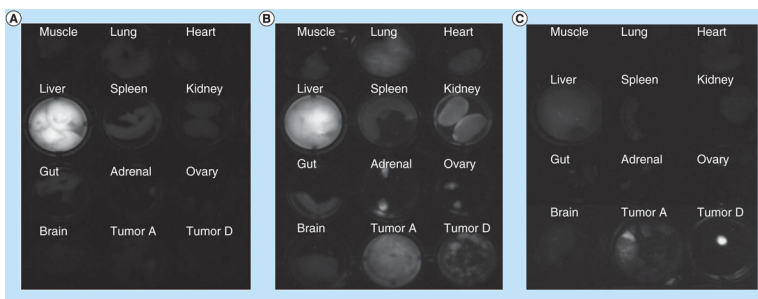 A
Muscle Lung Heart
Liver Spleen Kidney
Gut Adrenal Ovary
Brain Tumor A Tumor D
B
Muscle Lung Heart
Liver Spleen Kidney
Gut Adrenal Ovary
Brain Tumor A Tumor D
C
Muscle Lung Heart
Liver Spleen Kidney
Gut Adrenal Ovary
Brain Tumor A Tumor D